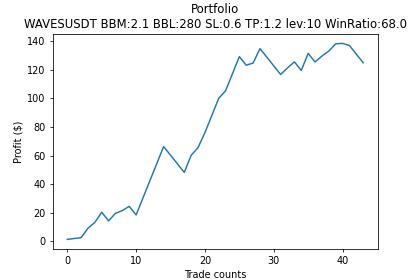 Portfolio
WAVESUSDT BBM:2.1 BBL:280 SL:0.6 TP:1.2 lev:10 WinRatio:68.0
140
120
100
80
60
40
20
0
Profit ($)
0 10 20 30 40
Trade counts